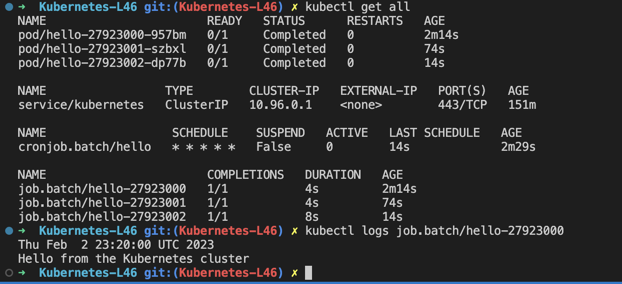 ➜ Kubernetes-L46 git:(Kubernetes-L46) ✗ kubectl get all
NAME READY STATUS RESTARTS AGE
pod/hello-27923000-957bm 0/1 Completed 0 2m14s
pod/hello-27923001-szbxl 0/1 Completed 0 74s
pod/hello-27923002-dp77b 0/1 Completed 0 14s
NAME TYPE CLUSTER-IP EXTERNAL-IP PORT(S) AGE
service/kubernetes ClusterIP 10.96.0.1 <none> 443/TCP 151m
NAME SCHEDULE SUSPEND ACTIVE LAST SCHEDULE AGE
cronjob.batch/hello * * * * * False 0 14s 2m29s
NAME COMPLETIONS DURATION AGE
job.batch/hello-27923000 1/1 4s 2m14s
job.batch/hello-27923001 1/1 4s 74s
job.batch/hello-27923002 1/1 8s 14s
➜ Kubernetes-L46 git:(Kubernetes-L46) ✗ kubectl logs job.batch/hello-27923000
Thu Feb  2 23:20:00 UTC 2023
Hello from the Kubernetes cluster
➜ Kubernetes-L46 git:(Kubernetes-L46) ✗